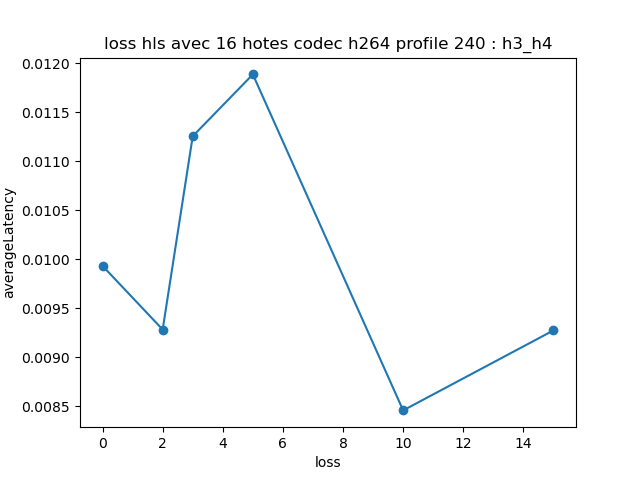 loss hls avec 16 hotes codec h264 profile 240 : h3_h4
0.0120
0.0115
0.0110
0.0105
0.0100
0.0095
0.0090
0.0085
averageLatency
0 2 4 6 8 10 12 14
loss